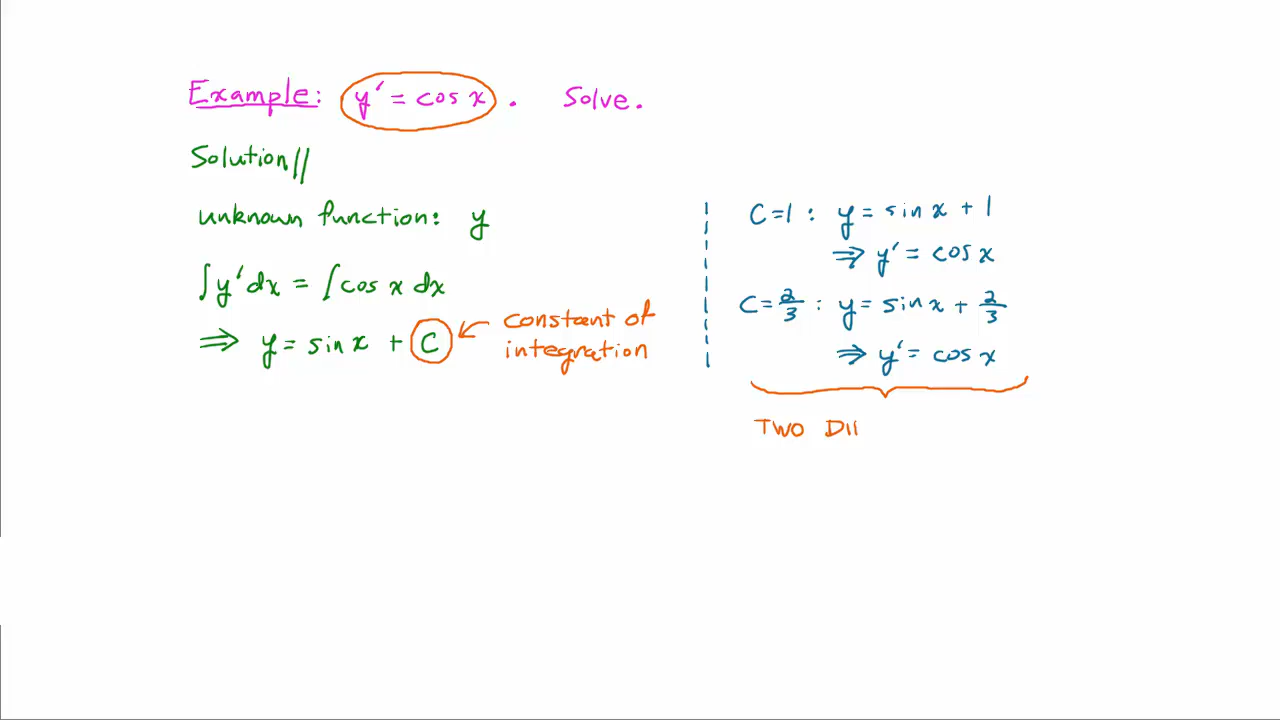 Example: y' = cos x . Solve.
Solution//
unknown function: y
∫y'dx = ∫cos x dx
⇒ y = sin x + C ← constant of integration
C=1 : y = sin x + 1
⇒ y' = cos x
C=2/3 : y = sin x + 2/3
⇒ y' = cos x
TWO